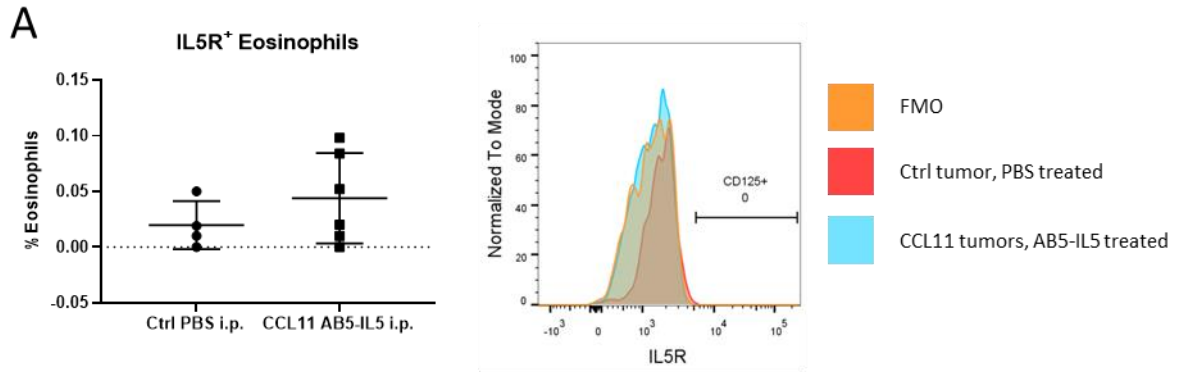 A
IL5R+ Eosinophils
% Eosinophils
0.15
0.10
0.05
0.00
-0.05
Ctrl PBS i.p.
CCL11 AB5-IL5 i.p.
Normalized To Mode
100
80
60
40
20
0
CD125+
0
-10³
0
10³
10⁴
10⁵
IL5R
FMO
Ctrl tumor, PBS treated
CCL11 tumors, AB5-IL5 treated